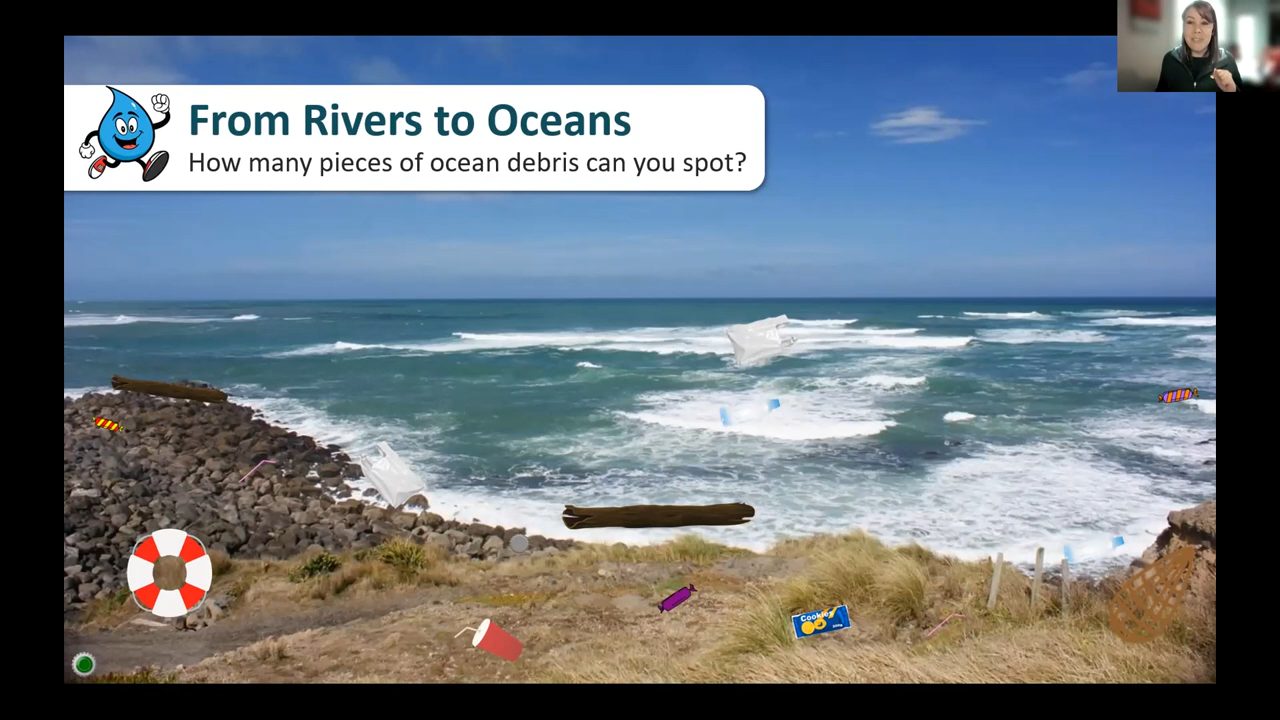 From Rivers to Oceans
How many pieces of ocean debris can you spot?
Cookies